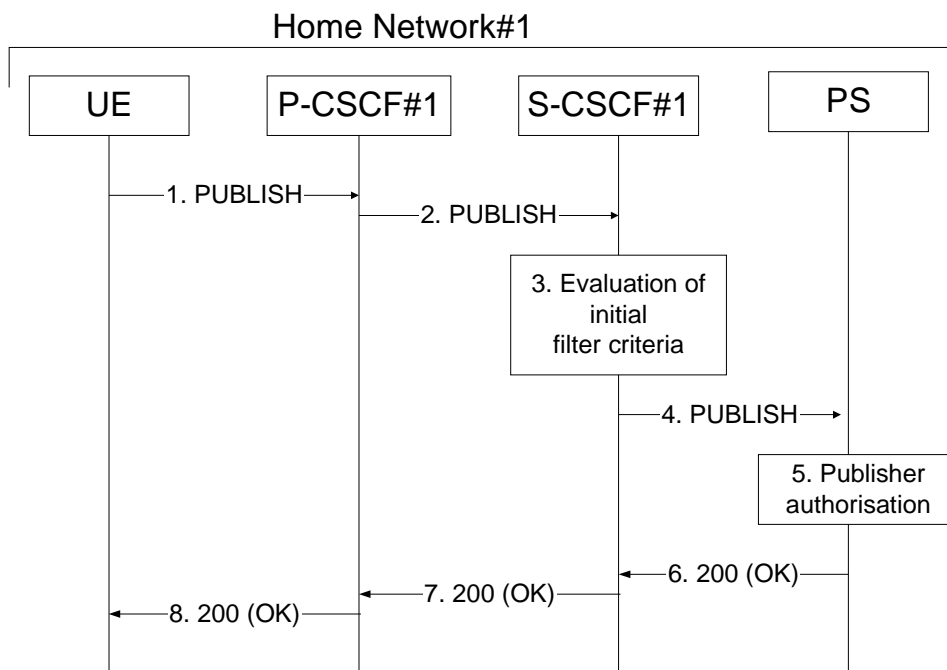 Home Network#1
UE
P-CSCF#1
S-CSCF#1
PS
1. PUBLISH
2. PUBLISH
3. Evaluation of
initial
filter criteria
4. PUBLISH
5. Publisher
authorisation
6. 200 (OK)
7. 200 (OK)
8. 200 (OK)